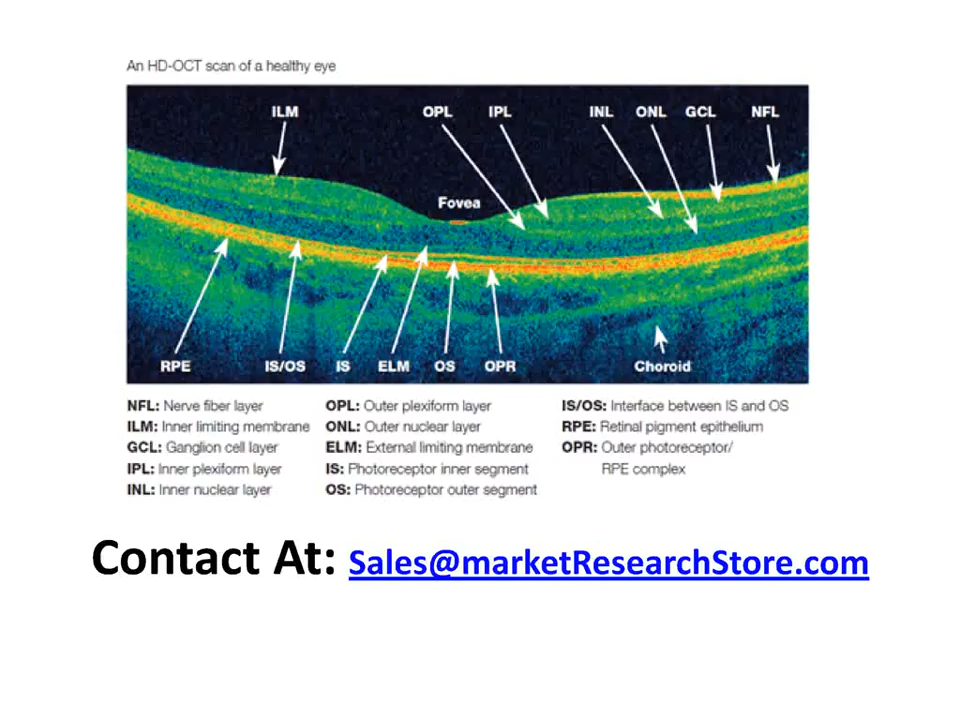 An HD-OCT scan of a healthy eye
ILM OPL IPL INL ONL GCL NFL
Fovea
RPE IS/OS IS ELM OS OPR Choroid
NFL: Nerve fiber layer
ILM: Inner limiting membrane
GCL: Ganglion cell layer
IPL: Inner plexiform layer
INL: Inner nuclear layer
OPL: Outer plexiform layer
ONL: Outer nuclear layer
ELM: External limiting membrane
IS: Photoreceptor inner segment
OS: Photoreceptor outer segment
IS/OS: Interface between IS and OS
RPE: Retinal pigment epithelium
OPR: Outer photoreceptor/
RPE complex
Contact At: Sales@marketResearchStore.com